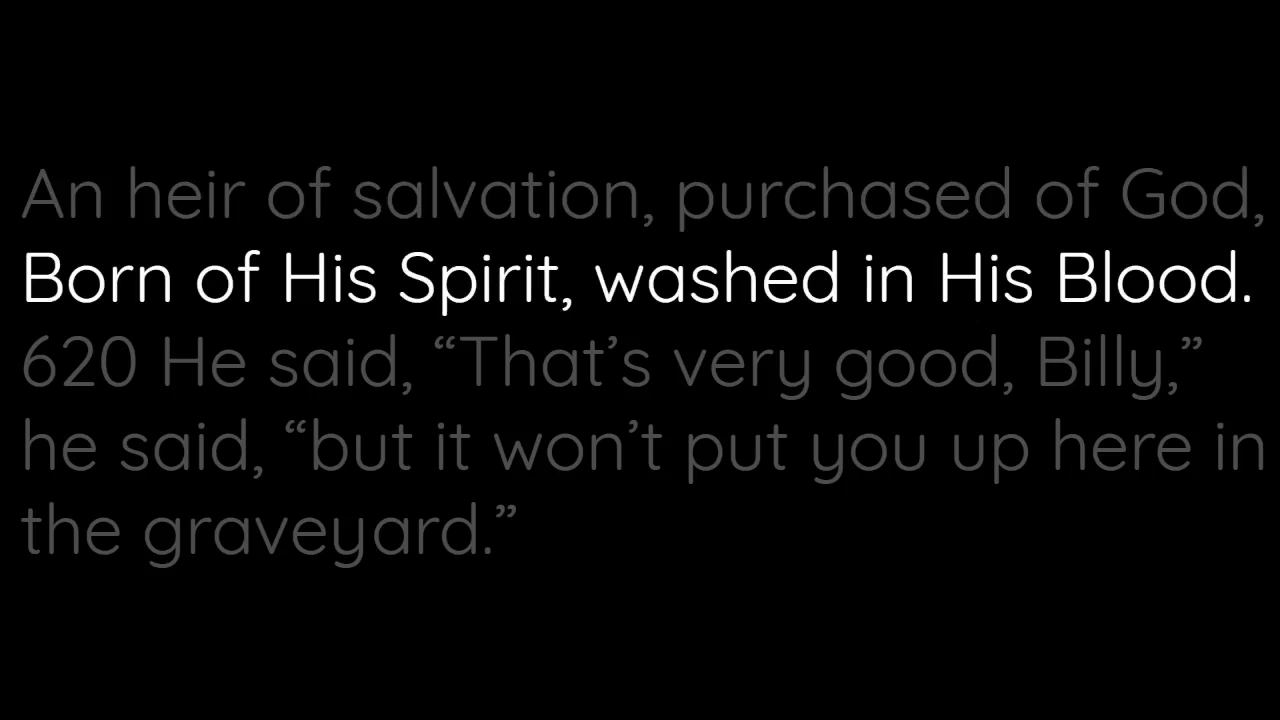 An heir of salvation, purchased of God,
Born of His Spirit, washed in His Blood.
620 He said, “That’s very good, Billy,”
he said, “but it won’t put you up here in
the graveyard.”